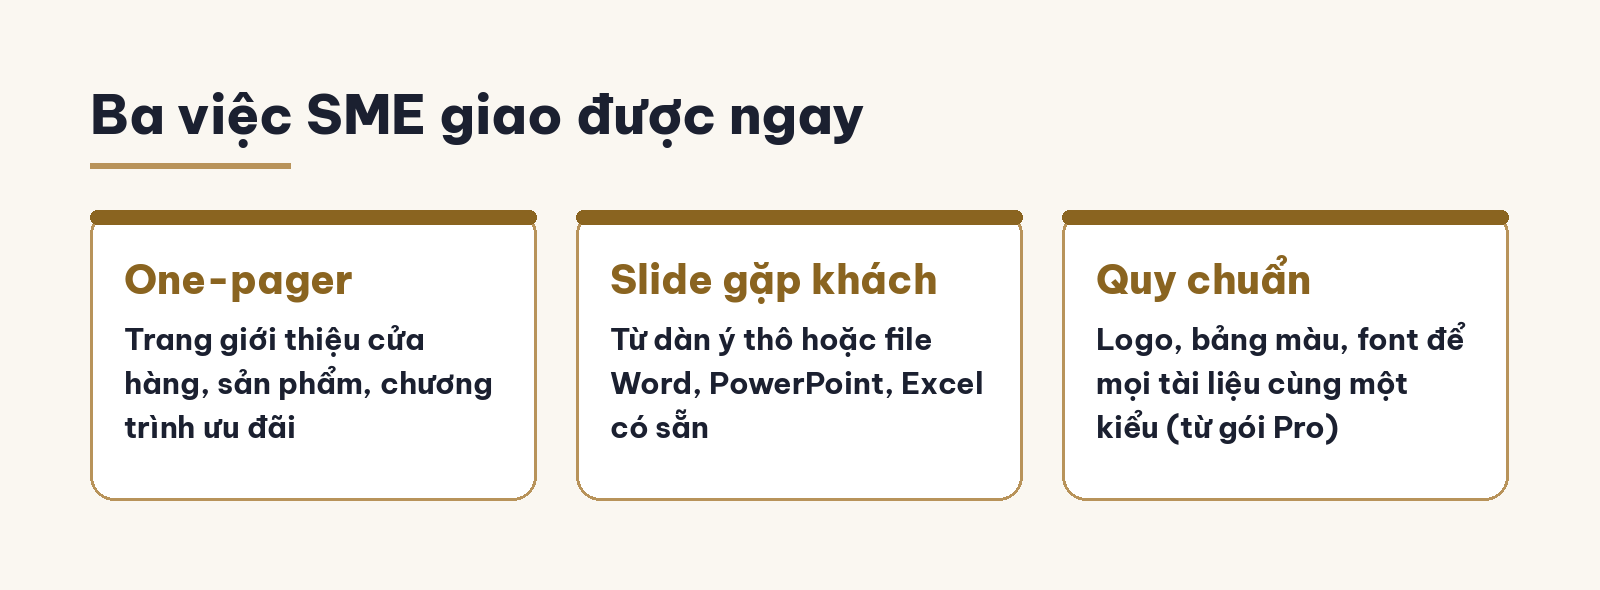 Ba việc SME giao được ngay
One-pager
Trang giới thiệu cửa
hàng, sản phẩm, chương
trình ưu đãi
Slide gặp khách
Từ dàn ý thô hoặc file
Word, PowerPoint, Excel
có sẵn
Quy chuẩn
Logo, bảng màu, font để
mọi tài liệu cùng một
kiểu (từ gói Pro)